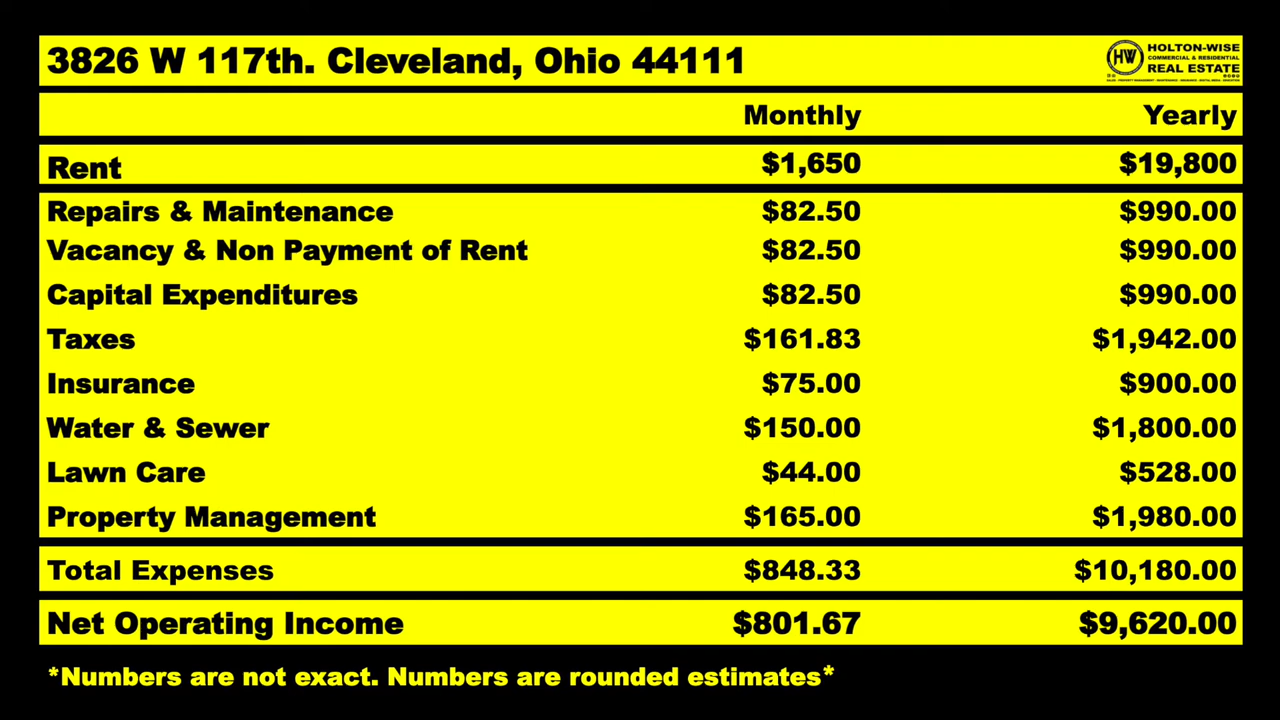 3826 W 117th. Cleveland, Ohio 44111
HW
HOLTON-WISE
COMMERCIAL & RESIDENTIAL
REAL ESTATE
Monthly Yearly
Rent $1,650 $19,800
Repairs & Maintenance $82.50 $990.00
Vacancy & Non Payment of Rent $82.50 $990.00
Capital Expenditures $82.50 $990.00
Taxes $161.83 $1,942.00
Insurance $75.00 $900.00
Water & Sewer $150.00 $1,800.00
Lawn Care $44.00 $528.00
Property Management $165.00 $1,980.00
Total Expenses $848.33 $10,180.00
Net Operating Income $801.67 $9,620.00
*Numbers are not exact. Numbers are rounded estimates*